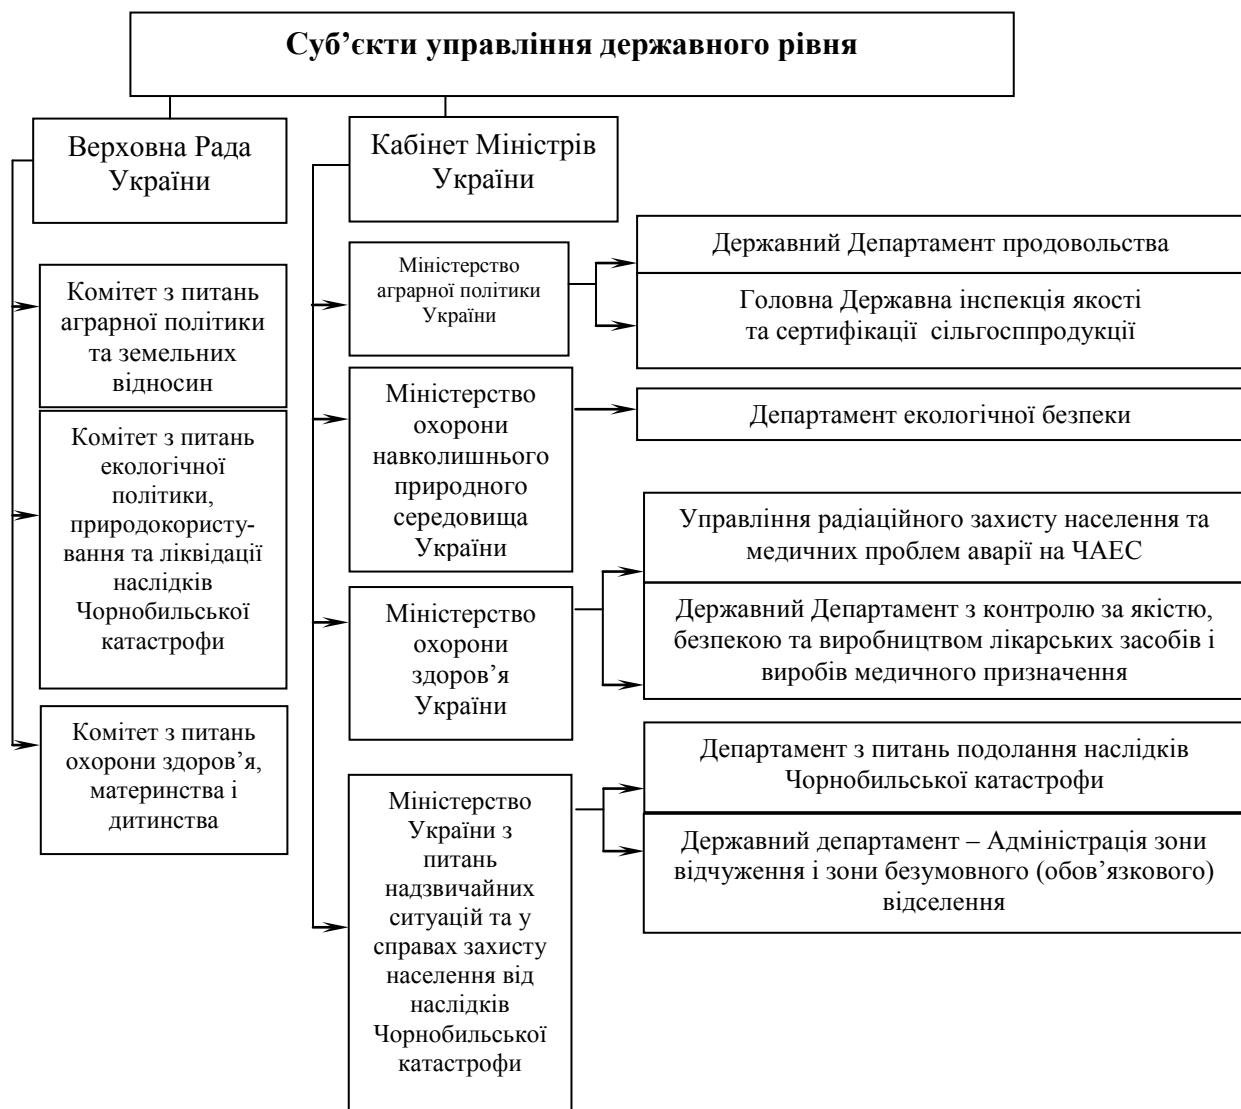 Суб’єкти управління державного рівня
Верховна Рада
України
Комітет з питань
аграрної політики
та земельних
відносин
Комітет з питань
екологічної
політики,
природокористу-
вання та ліквідації
наслідків
Чорнобильської
катастрофи
Комітет з питань
охорони здоров’я,
материнства і
дитинства
Кабінет Міністрів
України
Міністерство
аграрної політики
України
Державний Департамент продовольства
Головна Державна інспекція якості
та сертифікації сільгосппродукції
Міністерство
охорони
навколишнього
природного
середовища
України
Департамент екологічної безпеки
Міністерство
охорони
здоров’я
України
Управління радіаційного захисту населення та
медичних проблем аварії на ЧАЕС
Державний Департамент з контролю за якістю,
безпекою та виробництвом лікарських засобів і
виробів медичного призначення
Міністерство
України з
питань
надзвичайних
ситуацій та у
справах захисту
населення від
наслідків
Чорнобильської
катастрофи
Департамент з питань подолання наслідків
Чорнобильської катастрофи
Державний департамент – Адміністрація зони
відчуження і зони безумовного (обов’язкового)
відселення